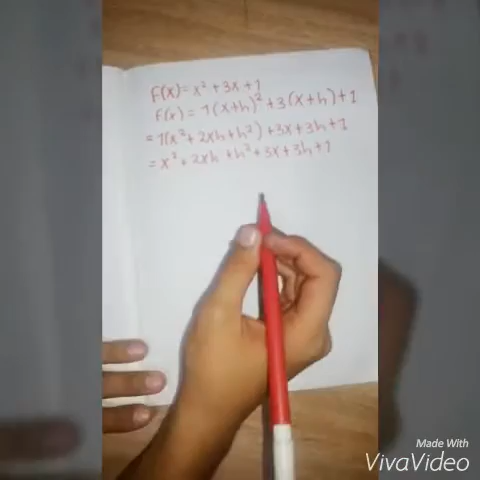 f(x) = x² + 3x + 1
f(x) = 1(x+h)² + 3(x+h) + 1
= 1(x² + 2xh + h²) + 3x + 3h + 1
= x² + 2xh + h² + 3x + 3h + 1
Made With
VivaVideo